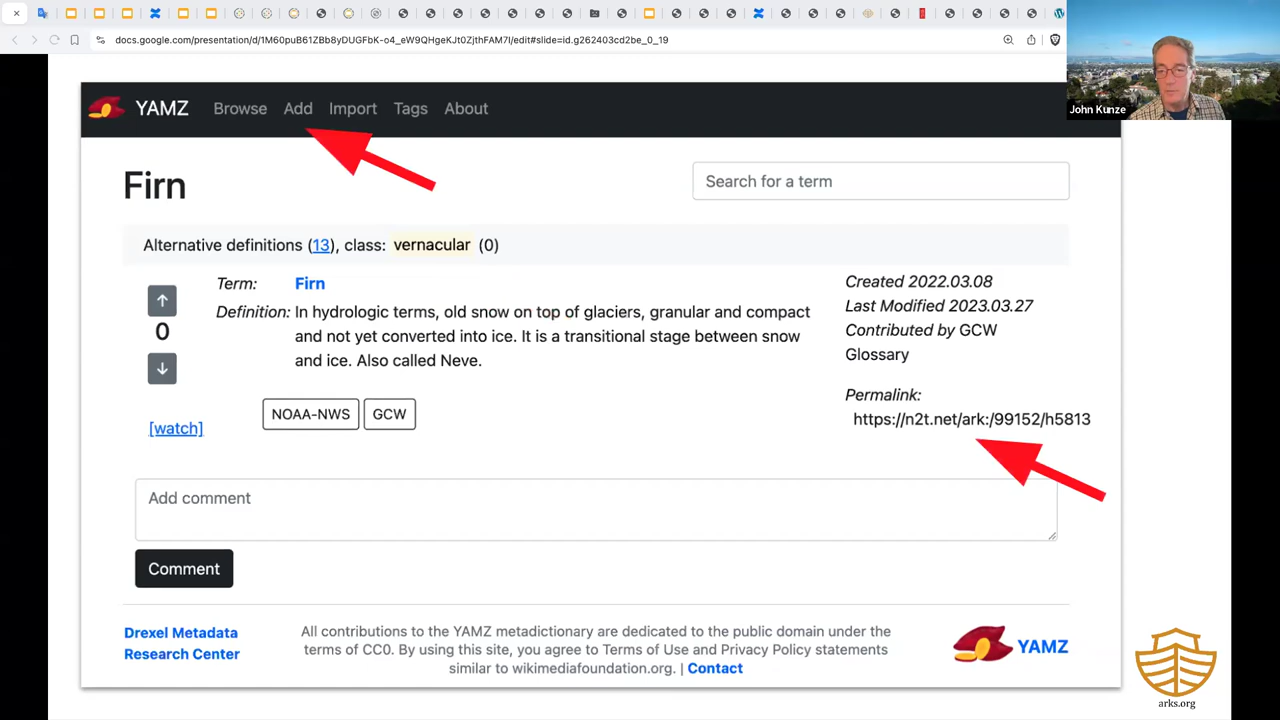 docs.google.com/presentation/d/1M60puB61ZBb8yDUGFbK-o4_eW9QHgeKJt0ZjthFAM7I/edit#slide=id.g262403cd2be_0_19
John Kunze
YAMZ Browse Add Import Tags About
Firn
Search for a term
Alternative definitions (13), class: vernacular (0)
Term: Firn
Definition: In hydrologic terms, old snow on top of glaciers, granular and compact
and not yet converted into ice. It is a transitional stage between snow
and ice. Also called Neve.
0
[watch]
NOAA-NWS GCW
Created 2022.03.08
Last Modified 2023.03.27
Contributed by GCW
Glossary
Permalink:
https://n2t.net/ark:/99152/h5813
Add comment
Comment
Drexel Metadata
Research Center
All contributions to the YAMZ metadictionary are dedicated to the public domain under the
terms of CC0. By using this site, you agree to Terms of Use and Privacy Policy statements
similar to wikimediafoundation.org. | Contact
YAMZ
arks.org